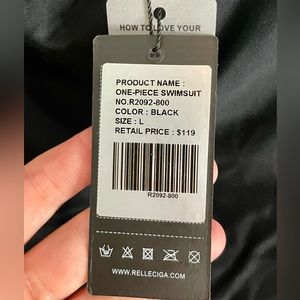 HOW TO LOVE YOUR
PRODUCT NAME :
ONE-PIECE SWIMSUIT
NO.R2092-800
COLOR : BLACK
SIZE : L
RETAIL PRICE : $119
R2092-800
WWW.RELLECIGA.COM